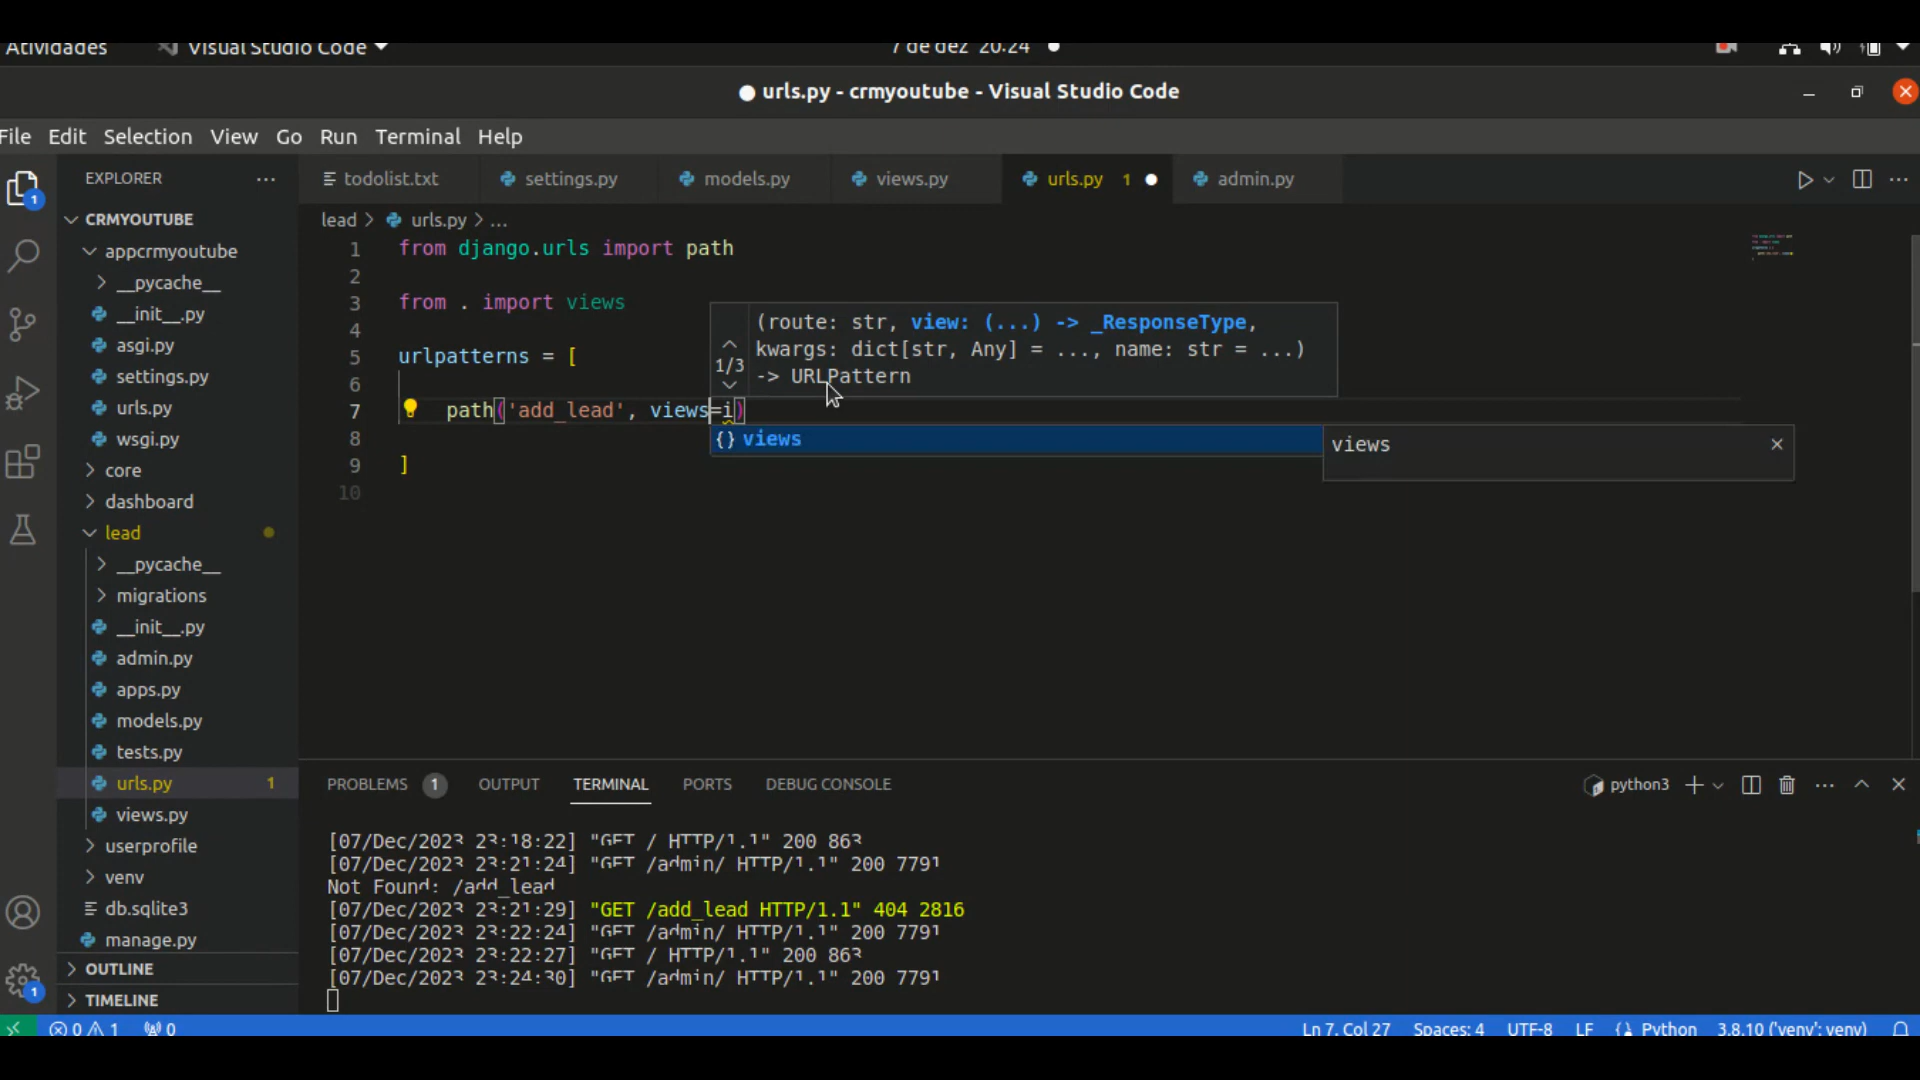 Atividades
Visual Studio Code
7 de dez 20:24
urls.py - crmyoutube - Visual Studio Code
File Edit Selection View Go Run Terminal Help
1
EXPLORER
todolist.txt
settings.py
models.py
views.py
urls.py 1
admin.py
CRMYOUTUBE
appcrmyoutube
__pycache__
__init__.py
asgi.py
settings.py
urls.py
wsgi.py
core
dashboard
lead
__pycache__
migrations
__init__.py
admin.py
apps.py
models.py
tests.py
urls.py 1
views.py
userprofile
venv
db.sqlite3
manage.py
OUTLINE
TIMELINE
1
lead > urls.py > ...
1 from django.urls import path
2
3 from . import views
4
5 urlpatterns = [
6
7 path('add_lead', views=i)
8
9 ]
10
(route: str, view: (...) -> _ResponseType,
1/3
kwargs: dict[str, Any] = ..., name: str = ...)
-> URLPattern
{} views
views
PROBLEMS 1 OUTPUT TERMINAL PORTS DEBUG CONSOLE
python3
[07/Dec/2023 23:18:22] "GET / HTTP/1.1" 200 863
[07/Dec/2023 23:21:24] "GET /admin/ HTTP/1.1" 200 7791
Not Found: /add_lead
[07/Dec/2023 23:21:29] "GET /add_lead HTTP/1.1" 404 2816
[07/Dec/2023 23:22:24] "GET /admin/ HTTP/1.1" 200 7791
[07/Dec/2023 23:22:27] "GET / HTTP/1.1" 200 863
[07/Dec/2023 23:24:30] "GET /admin/ HTTP/1.1" 200 7791
0 1 0
Ln 7, Col 27 Spaces: 4 UTF-8 LF Python 3.8.10 ('venv': venv)